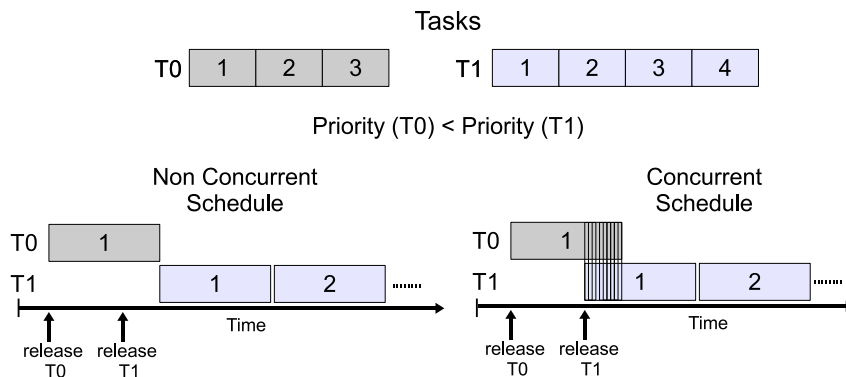 Tasks
T0 1 2 3 T1 1 2 3 4
Priority (T0) < Priority (T1)
Non Concurrent
Schedule
T0 1
T1 1 2 ........
Time
release
T0
release
T1
Concurrent
Schedule
T0 1
T1 1 2 ........
Time
release
T0
release
T1